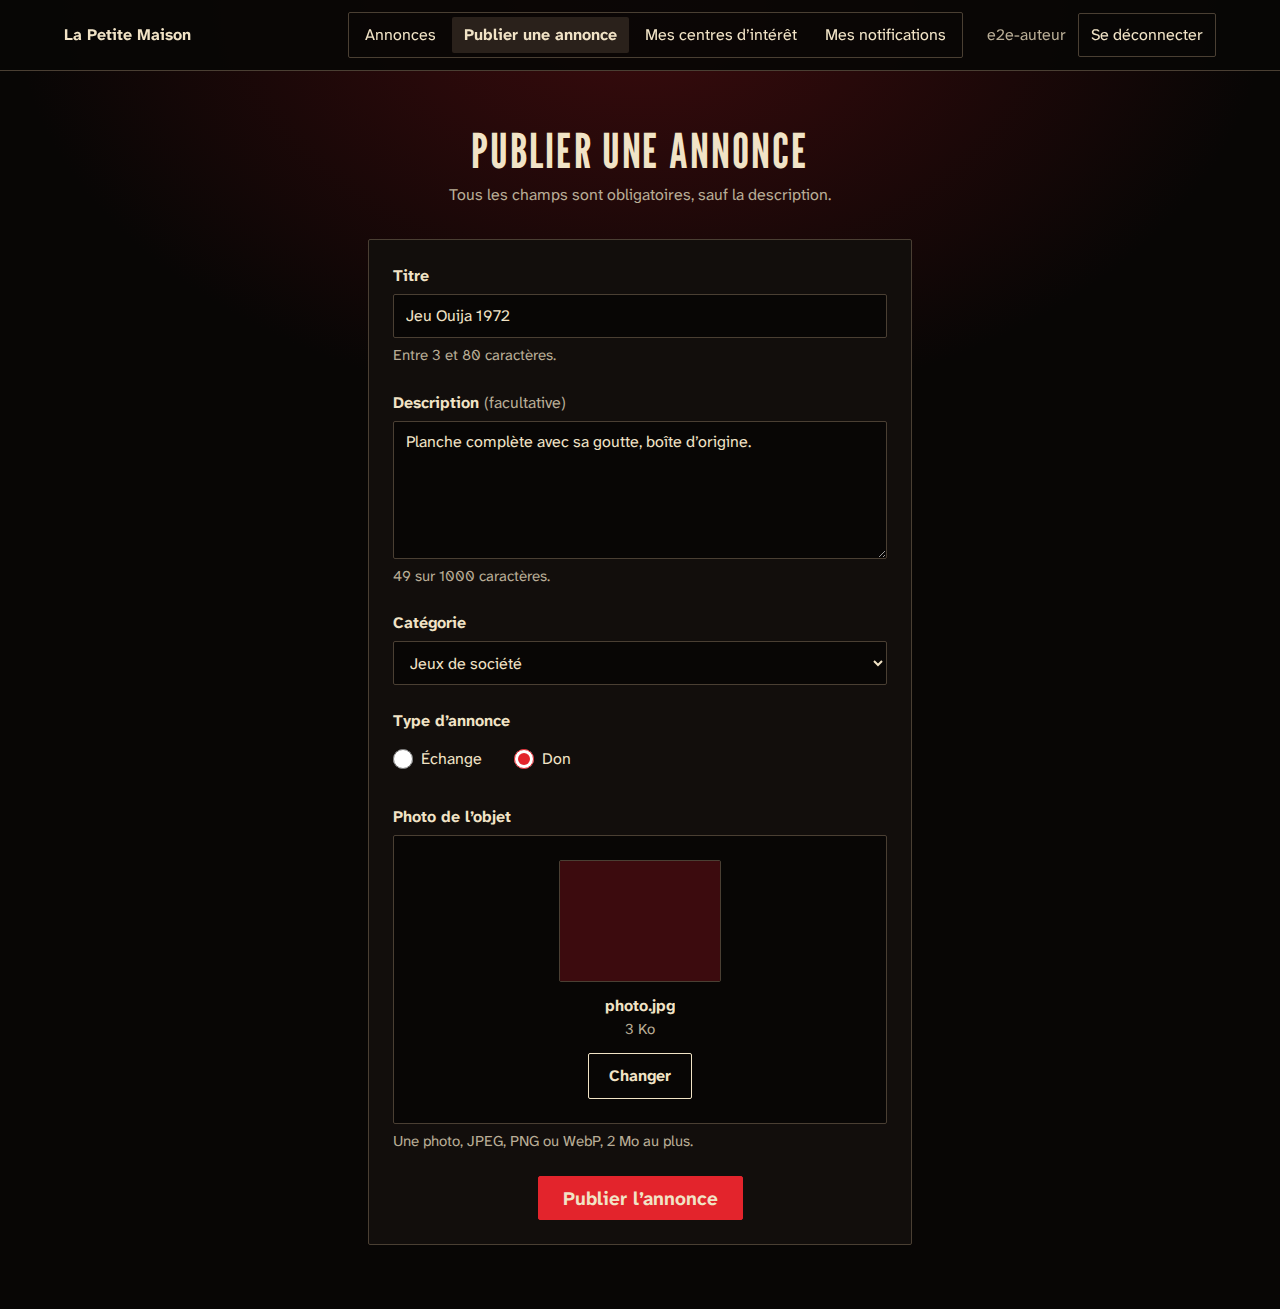 La Petite Maison
Annonces
Publier une annonce
Mes centres d’intérêt
Mes notifications
e2e-auteur
Se déconnecter
PUBLIER UNE ANNONCE
Tous les champs sont obligatoires, sauf la description.
Titre
Jeu Ouija 1972
Entre 3 et 80 caractères.
Description (facultative)
Planche complète avec sa goutte, boîte d’origine.
49 sur 1000 caractères.
Catégorie
Jeux de société
Type d’annonce
Échange
Don
Photo de l’objet
photo.jpg
3 Ko
Changer
Une photo, JPEG, PNG ou WebP, 2 Mo au plus.
Publier l’annonce